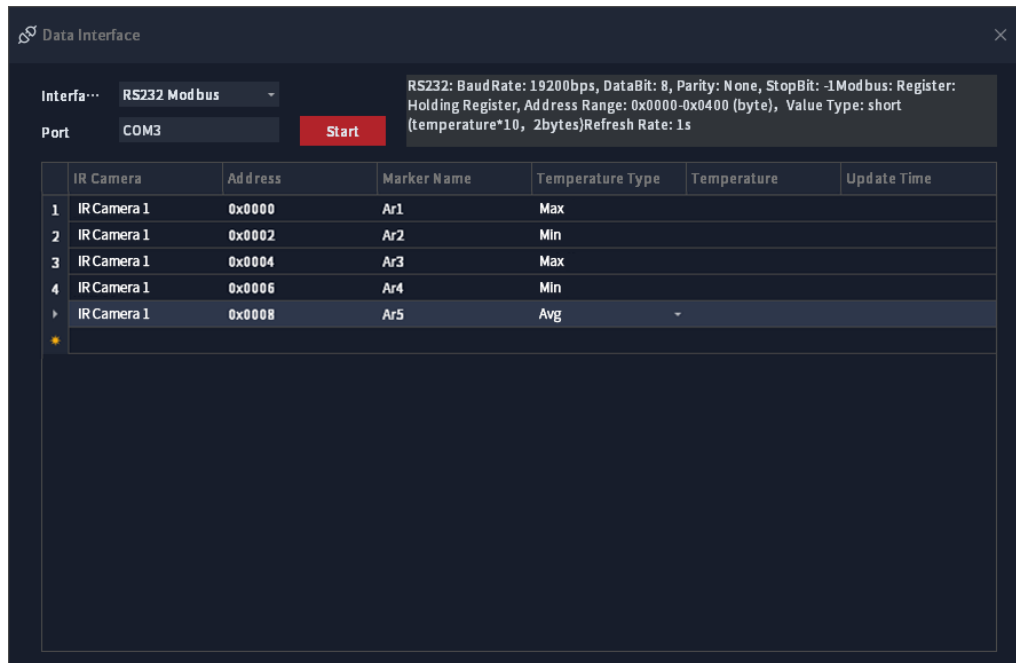 Data Interface
Interfa··· RS232 Modbus
Port COM3 Start
RS232: BaudRate: 19200bps, DataBit: 8, Parity: None, StopBit: -1Modbus: Register:
Holding Register, Address Range: 0x0000-0x0400 (byte), Value Type: short
(temperature*10, 2bytes)Refresh Rate: 1s
IR Camera Address Marker Name Temperature Type Temperature Update Time
1 IR Camera 1 0x0000 Ar1 Max
2 IR Camera 1 0x0002 Ar2 Min
3 IR Camera 1 0x0004 Ar3 Max
4 IR Camera 1 0x0006 Ar4 Min
IR Camera 1 0x0008 Ar5 Avg